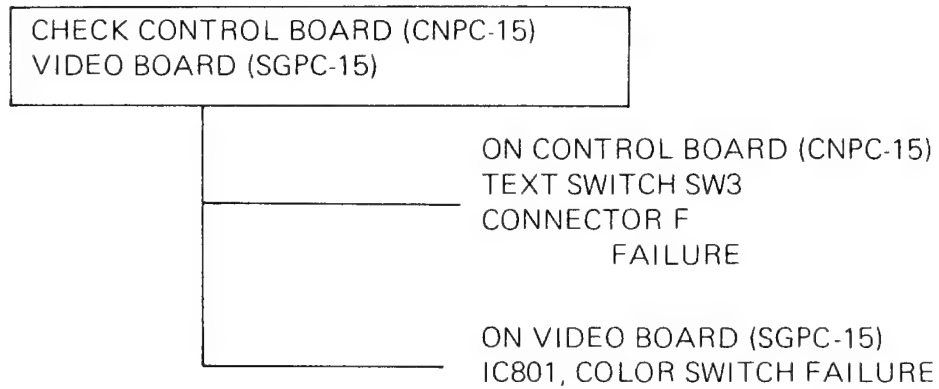 CHECK CONTROL BOARD (CNPC-15)
VIDEO BOARD (SGPC-15)
ON CONTROL BOARD (CNPC-15)
TEXT SWITCH SW3
CONNECTOR F
FAILURE
ON VIDEO BOARD (SGPC-15)
IC801, COLOR SWITCH FAILURE